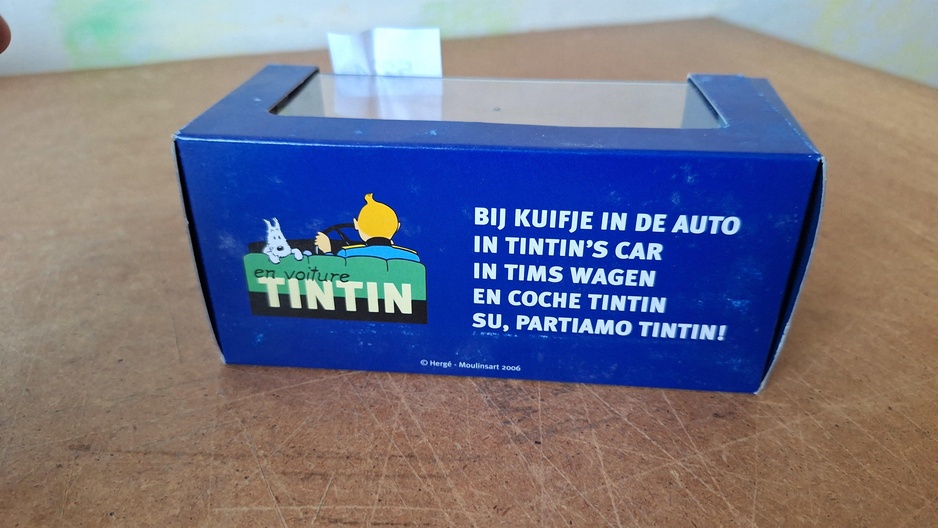 en voiture
TINTIN
BIJ KUIFJE IN DE AUTO
IN TINTIN'S CAR
IN TIMS WAGEN
EN COCHE TINTIN
SU, PARTIAMO TINTIN!
© Hergé - Moulinsart 2006